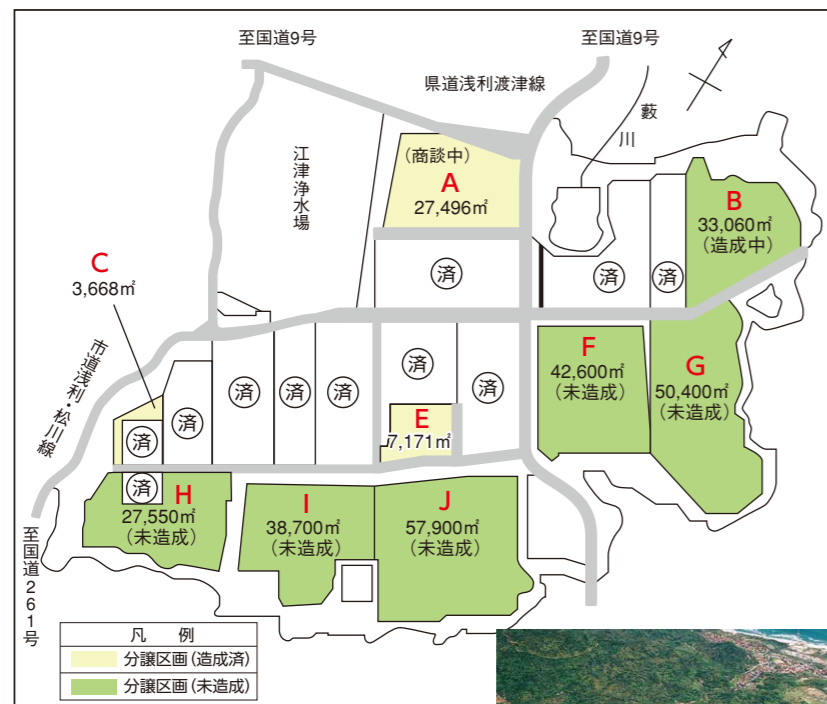 至国道9号
至国道9号
県道浅利渡津線
藪川
江津浄水場
(商談中)
A
27,496㎡
B
33,060㎡
(造成中)
済
済
済
C
3,668㎡
市道浅利・松川線
F
42,600㎡
(未造成)
G
50,400㎡
(未造成)
済
済
済
済
済
済
済
E
7,171㎡
済
H
27,550㎡
(未造成)
I
38,700㎡
(未造成)
J
57,900㎡
(未造成)
至国道261号
凡 例
分譲区画(造成済)
分譲区画(未造成)